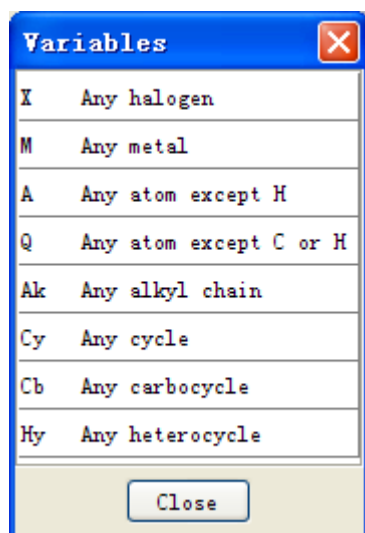 Variables
X Any halogen
M Any metal
A Any atom except H
Q Any atom except C or H
Ak Any alkyl chain
Cy Any cycle
Cb Any carbocycle
Hy Any heterocycle
Close